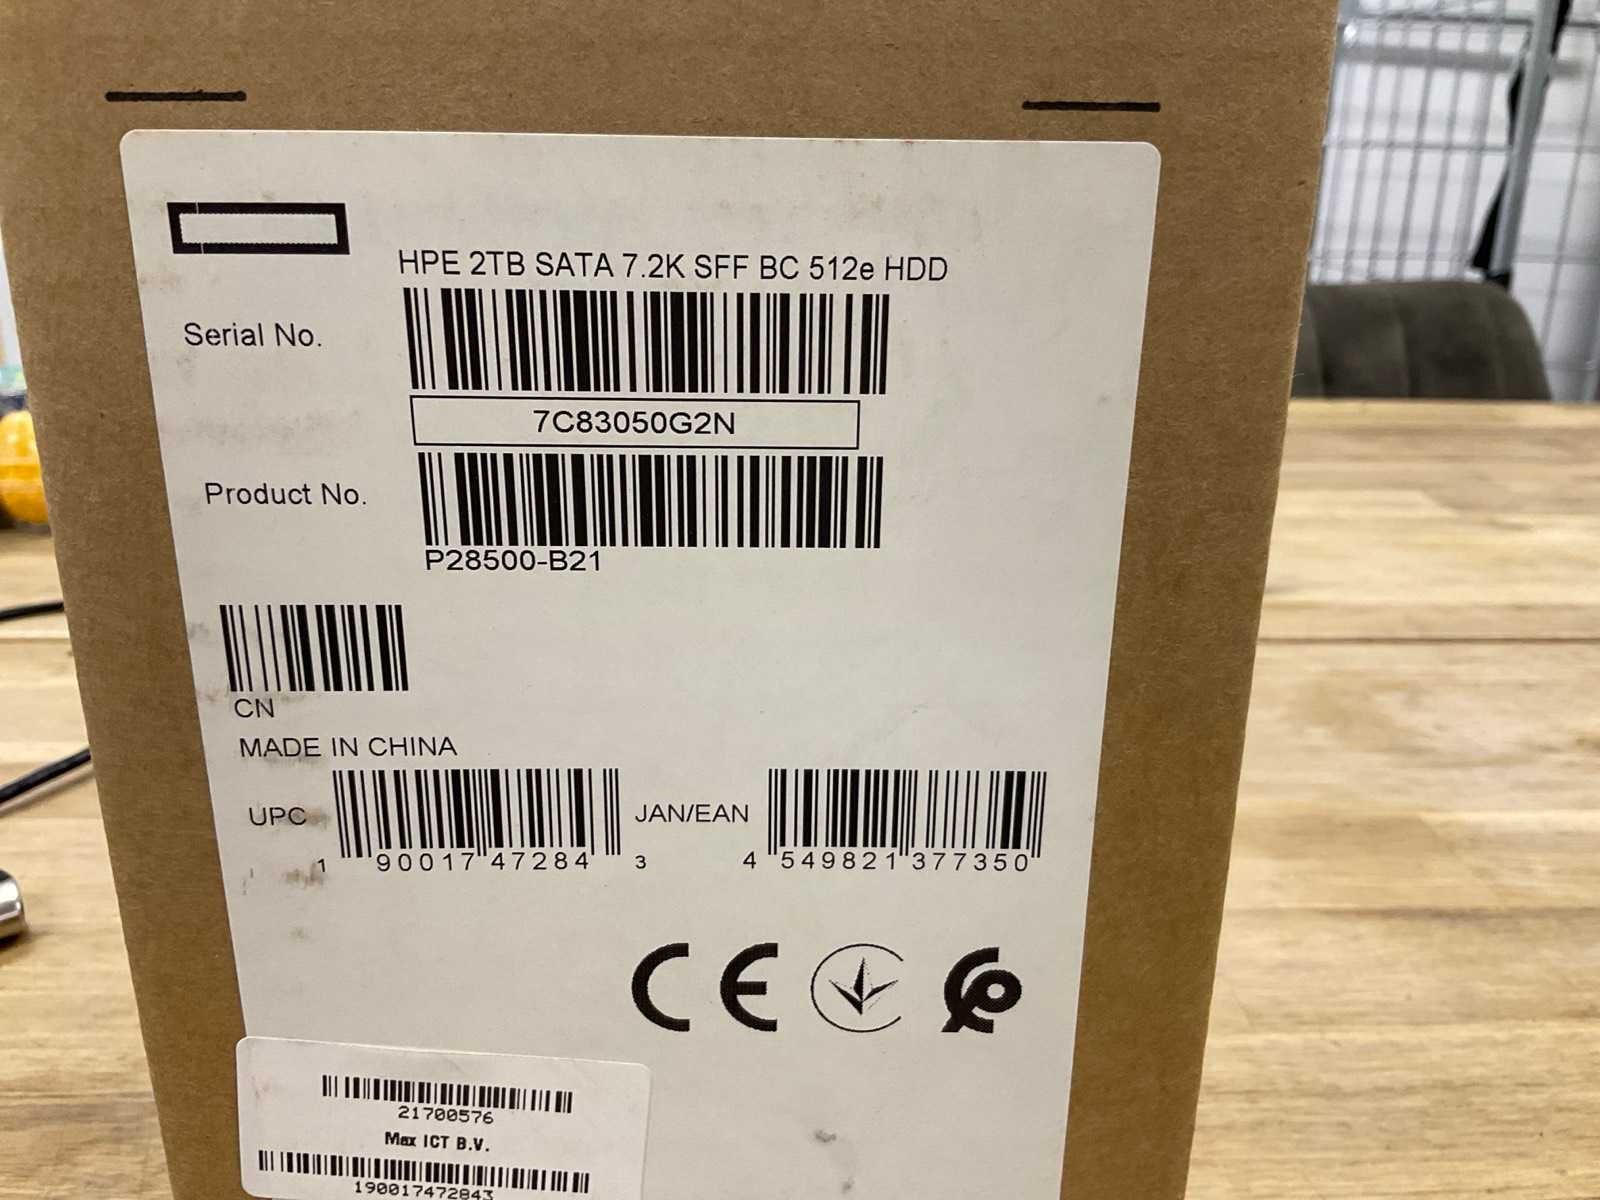 HPE 2TB SATA 7.2K SFF BC 512e HDD
Serial No.
7C83050G2N
Product No.
P28500-B21
CN
MADE IN CHINA
UPC
1 90017 47284 3
JAN/EAN
4 549821 377350
CE
21700576
Max ICT B.V.
190017472843